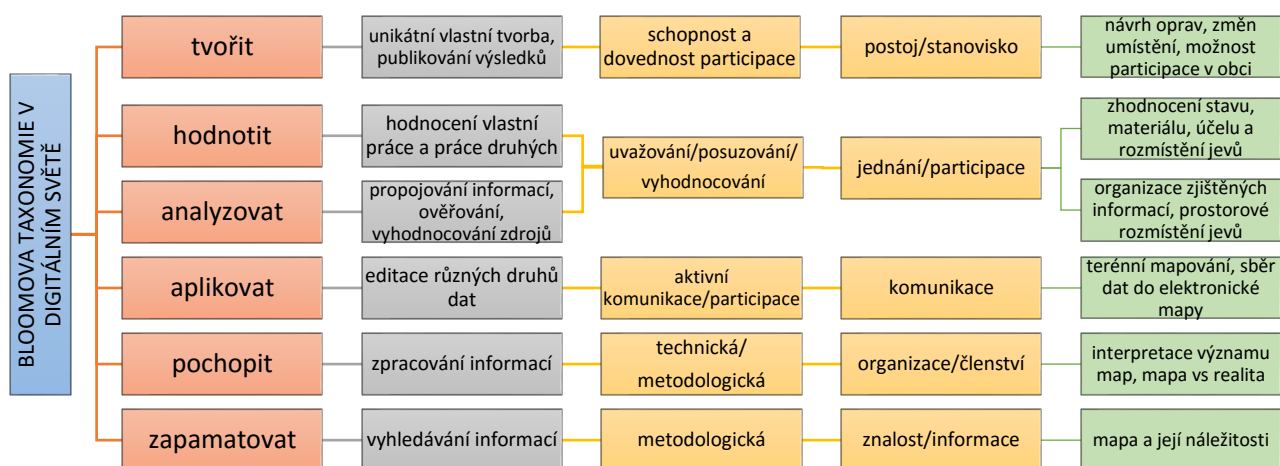 BLOOMOVA TAXONOMIE V
DIGITÁLNÍM SVĚTĚ
tvořit
unikátní vlastní tvorba,
publikování výsledků
schopnost a
dovednost participace
postoj/stanovisko
návrh oprav, změn
umístění, možnost
participace v obci
hodnotit
hodnocení vlastní
práce a práce druhých
analyzovat
propojování informací,
ověřování,
vyhodnocování zdrojů
uvažování/posuzování/
vyhodnocování
jednání/participace
zhodnocení stavu,
materiálu, účelu a
rozmístění jevů
organizace zjištěných
informací, prostorové
rozmístění jevů
aplikovat
editace různých druhů
dat
aktivní
komunikace/participace
komunikace
terénní mapování, sběr
dat do elektronické
mapy
pochopit
zpracování informací
technická/
metodologická
organizace/členství
interpretace významu
map, mapa vs realita
zapamatovat
vyhledávání informací
metodologická
znalost/informace
mapa a její náležitosti